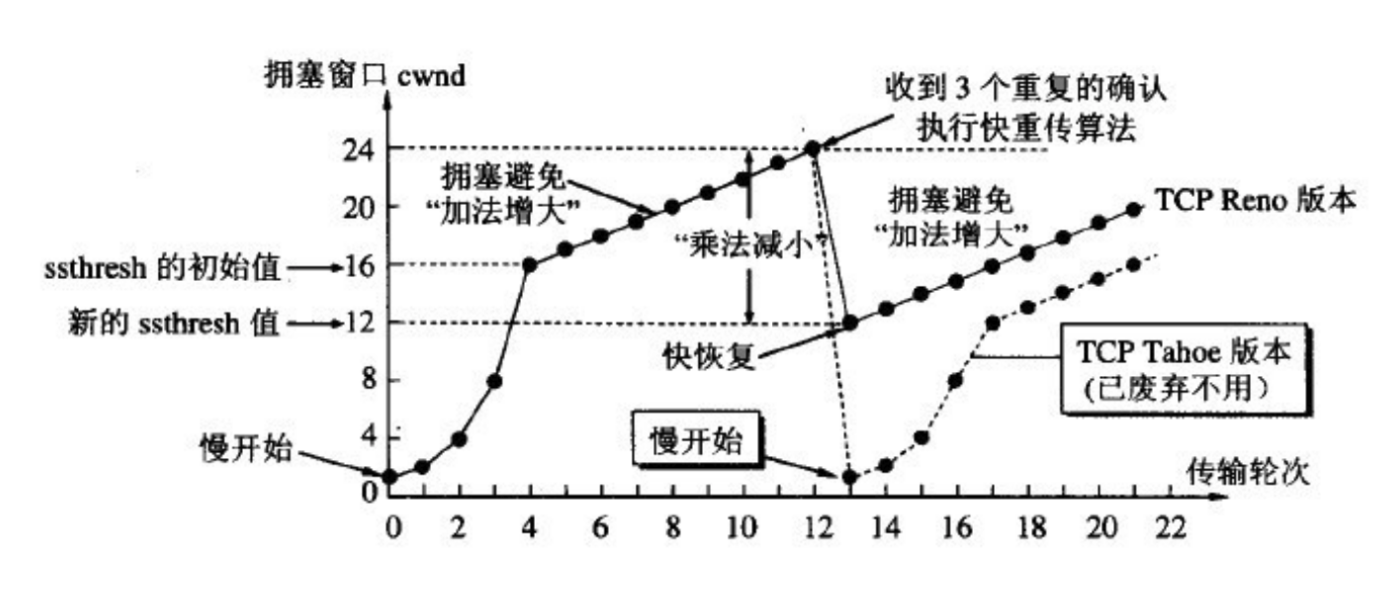 拥塞窗口 cwnd
收到 3 个重复的确认
执行快重传算法
24
拥塞避免
“加法增大”
拥塞避免
“加法增大”
TCP Reno 版本
20
“乘法减小”
ssthresh 的初始值
16
新的 ssthresh 值
12
快恢复
TCP Tahoe 版本
(已废弃不用)
8
慢开始
4
慢开始
传输轮次
0
0 2 4 6 8 10 12 14 16 18 20 22